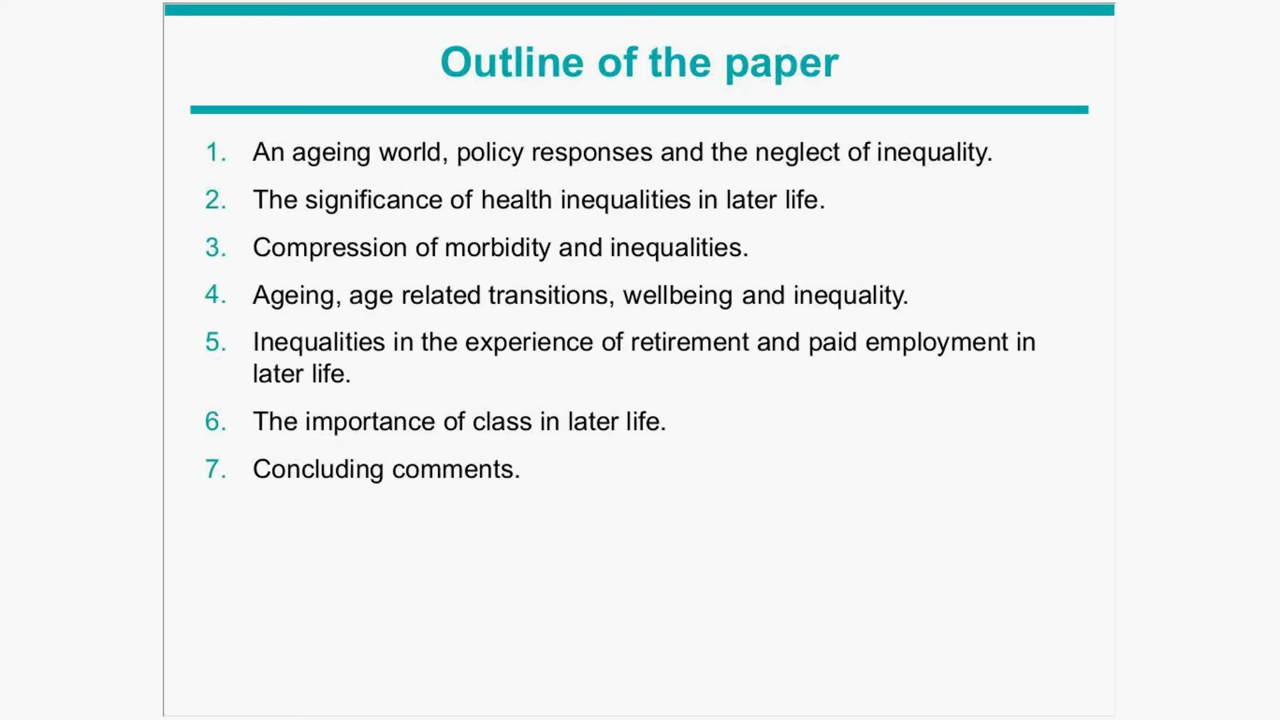 Outline of the paper
1. An ageing world, policy responses and the neglect of inequality.
2. The significance of health inequalities in later life.
3. Compression of morbidity and inequalities.
4. Ageing, age related transitions, wellbeing and inequality.
5. Inequalities in the experience of retirement and paid employment in
later life.
6. The importance of class in later life.
7. Concluding comments.